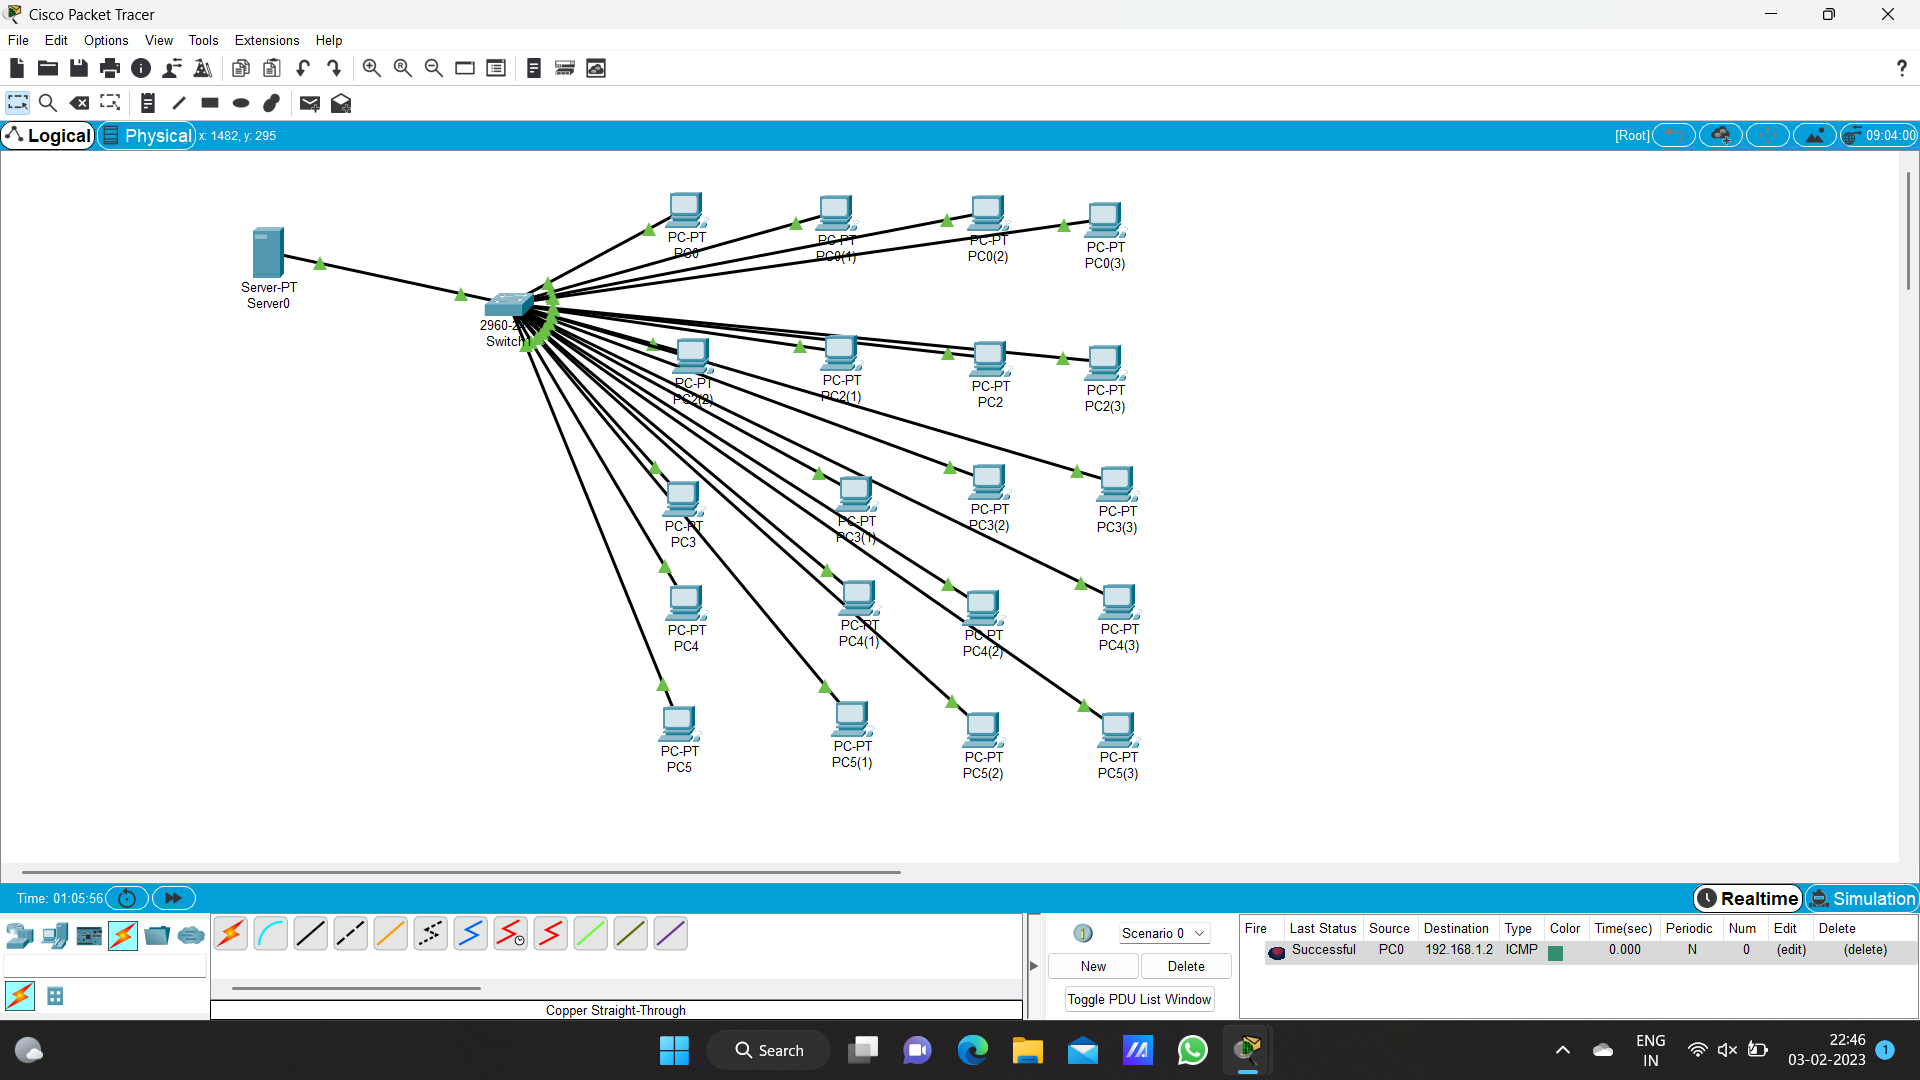 Cisco Packet Tracer
File Edit Options View Tools Extensions Help
Logical Physical x: 1482, y: 295 [Root] 09:04:00
PC-PT
PC0
PC-PT
PC0(1)
PC-PT
PC0(2)
PC-PT
PC0(3)
Server-PT
Server0
2960-2
Switch1
PC-PT
PC2(2)
PC-PT
PC2(1)
PC-PT
PC2
PC-PT
PC2(3)
PC-PT
PC3
PC-PT
PC3(1)
PC-PT
PC3(2)
PC-PT
PC3(3)
PC-PT
PC4
PC-PT
PC4(1)
PC-PT
PC4(2)
PC-PT
PC4(3)
PC-PT
PC5
PC-PT
PC5(1)
PC-PT
PC5(2)
PC-PT
PC5(3)
Time: 01:05:56 Realtime Simulation
Scenario 0
New Delete
Toggle PDU List Window
Fire Last Status Source Destination Type Color Time(sec) Periodic Num Edit Delete
Successful PC0 192.168.1.2 ICMP 0.000 N 0 (edit) (delete)
Copper Straight-Through
Search
ENG
IN
22:46
03-02-2023
1